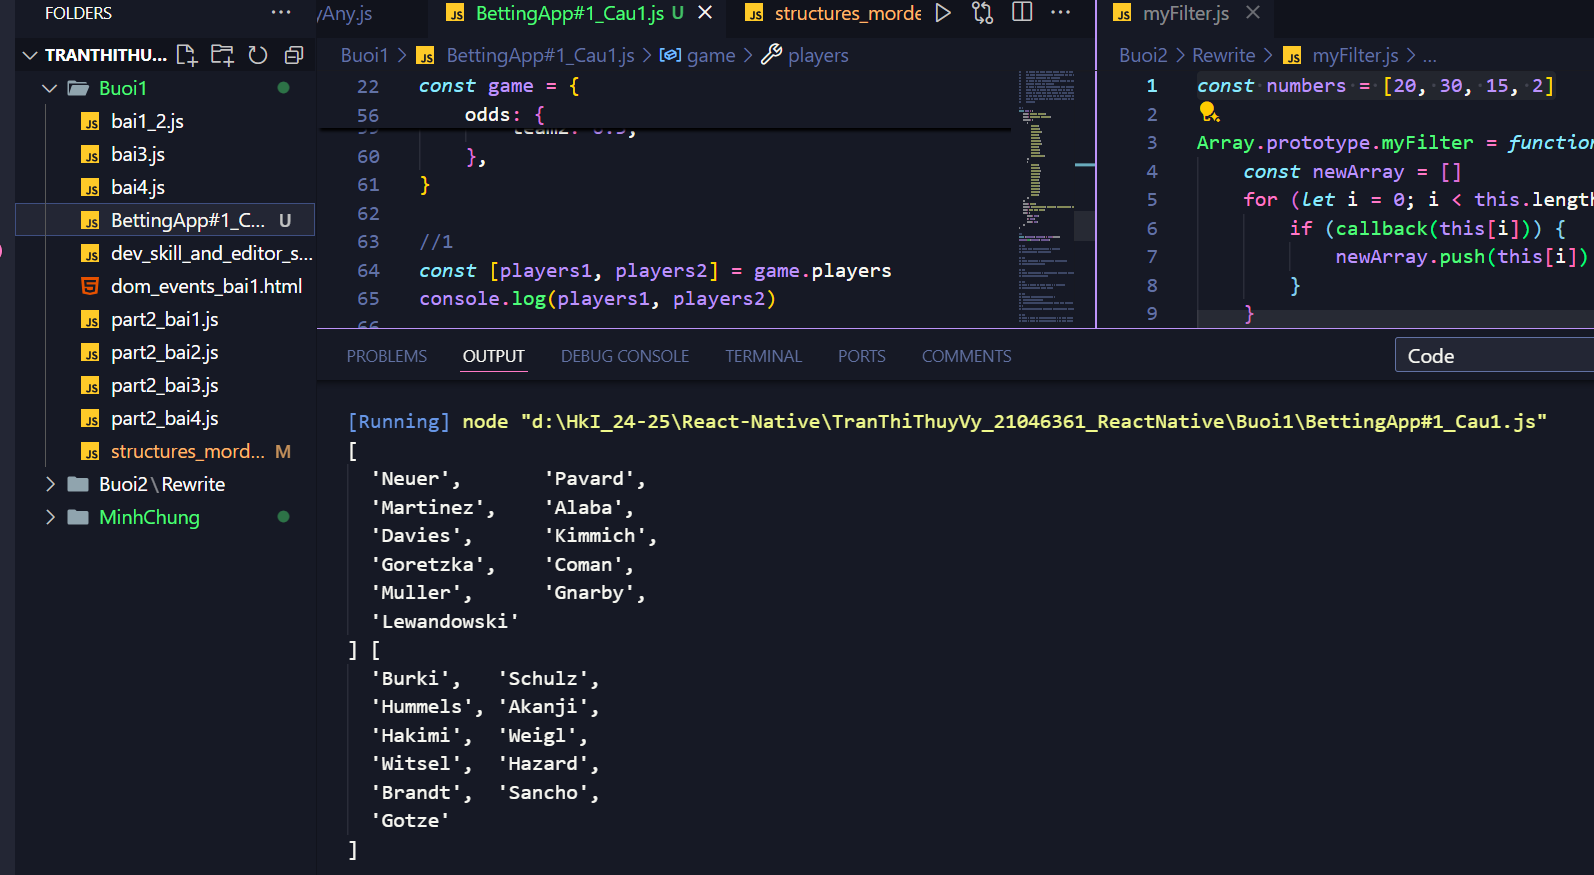 FOLDERS
TRANTHITHU...
Buoi1
bai1_2.js
bai3.js
bai4.js
BettingApp#1_C... U
dev_skill_and_editor_s...
dom_events_bai1.html
part2_bai1.js
part2_bai2.js
part2_bai3.js
part2_bai4.js
structures_mord... M
Buoi2\Rewrite
MinhChung
yAny.js
BettingApp#1_Cau1.js U
structures_morde
Buoi1 > BettingApp#1_Cau1.js > game > players
22 const game = {
56 odds: {
60 },
61 }
62
63 //1
64 const [players1, players2] = game.players
65 console.log(players1, players2)
myFilter.js
Buoi2 > Rewrite > myFilter.js > ...
1 const numbers = [20, 30, 15, 2]
2
3 Array.prototype.myFilter = function
4 const newArray = []
5 for (let i = 0; i < this.length
6 if (callback(this[i])) {
7 newArray.push(this[i])
8 }
9 }
PROBLEMS OUTPUT DEBUG CONSOLE TERMINAL PORTS COMMENTS
Code
[Running] node "d:\HkI_24-25\React-Native\TranThiThuyVy_21046361_ReactNative\Buoi1\BettingApp#1_Cau1.js"
[
'Neuer', 'Pavard',
'Martinez', 'Alaba',
'Davies', 'Kimmich',
'Goretzka', 'Coman',
'Muller', 'Gnarby',
'Lewandowski'
] [
'Burki', 'Schulz',
'Hummels', 'Akanji',
'Hakimi', 'Weigl',
'Witsel', 'Hazard',
'Brandt', 'Sancho',
'Gotze'
]